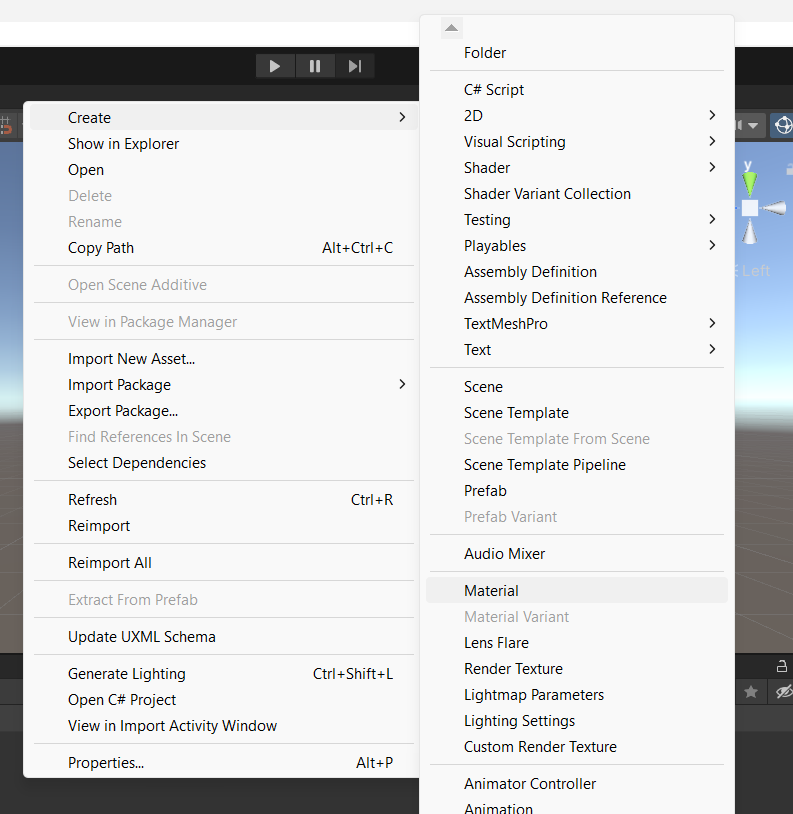 Create
Show in Explorer
Open
Delete
Rename
Copy Path Alt+Ctrl+C
Open Scene Additive
View in Package Manager
Import New Asset...
Import Package
Export Package...
Find References In Scene
Select Dependencies
Refresh Ctrl+R
Reimport
Reimport All
Extract From Prefab
Update UXML Schema
Generate Lighting Ctrl+Shift+L
Open C# Project
View in Import Activity Window
Properties... Alt+P
Folder
C# Script
2D
Visual Scripting
Shader
Shader Variant Collection
Testing
Playables
Assembly Definition
Assembly Definition Reference
TextMeshPro
Text
Scene
Scene Template
Scene Template From Scene
Scene Template Pipeline
Prefab
Prefab Variant
Audio Mixer
Material
Material Variant
Lens Flare
Render Texture
Lightmap Parameters
Lighting Settings
Custom Render Texture
Animator Controller
Animation
y
Left